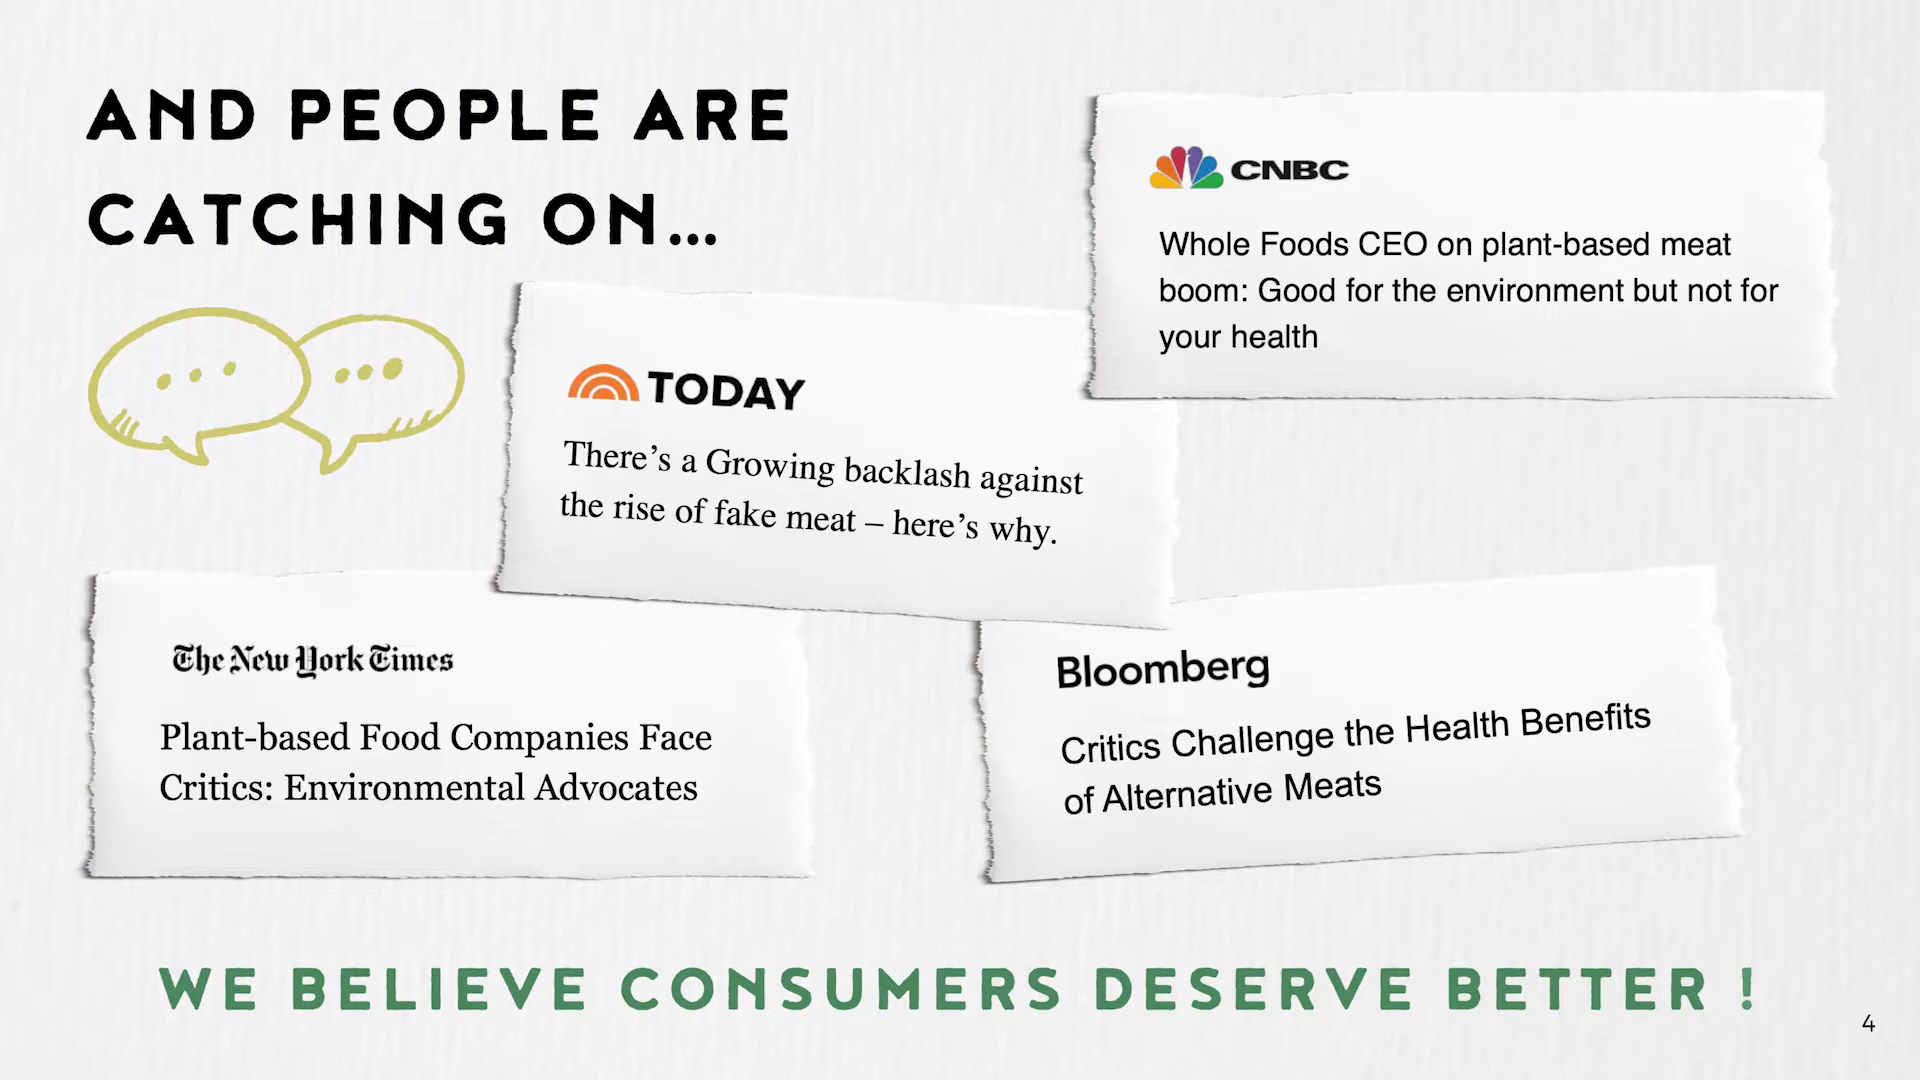 AND PEOPLE ARE
CATCHING ON...
CNBC
Whole Foods CEO on plant-based meat
boom: Good for the environment but not for
your health
TODAY
There’s a Growing backlash against
the rise of fake meat – here’s why.
The New York Times
Plant-based Food Companies Face
Critics: Environmental Advocates
Bloomberg
Critics Challenge the Health Benefits
of Alternative Meats
WE BELIEVE CONSUMERS DESERVE BETTER !
4